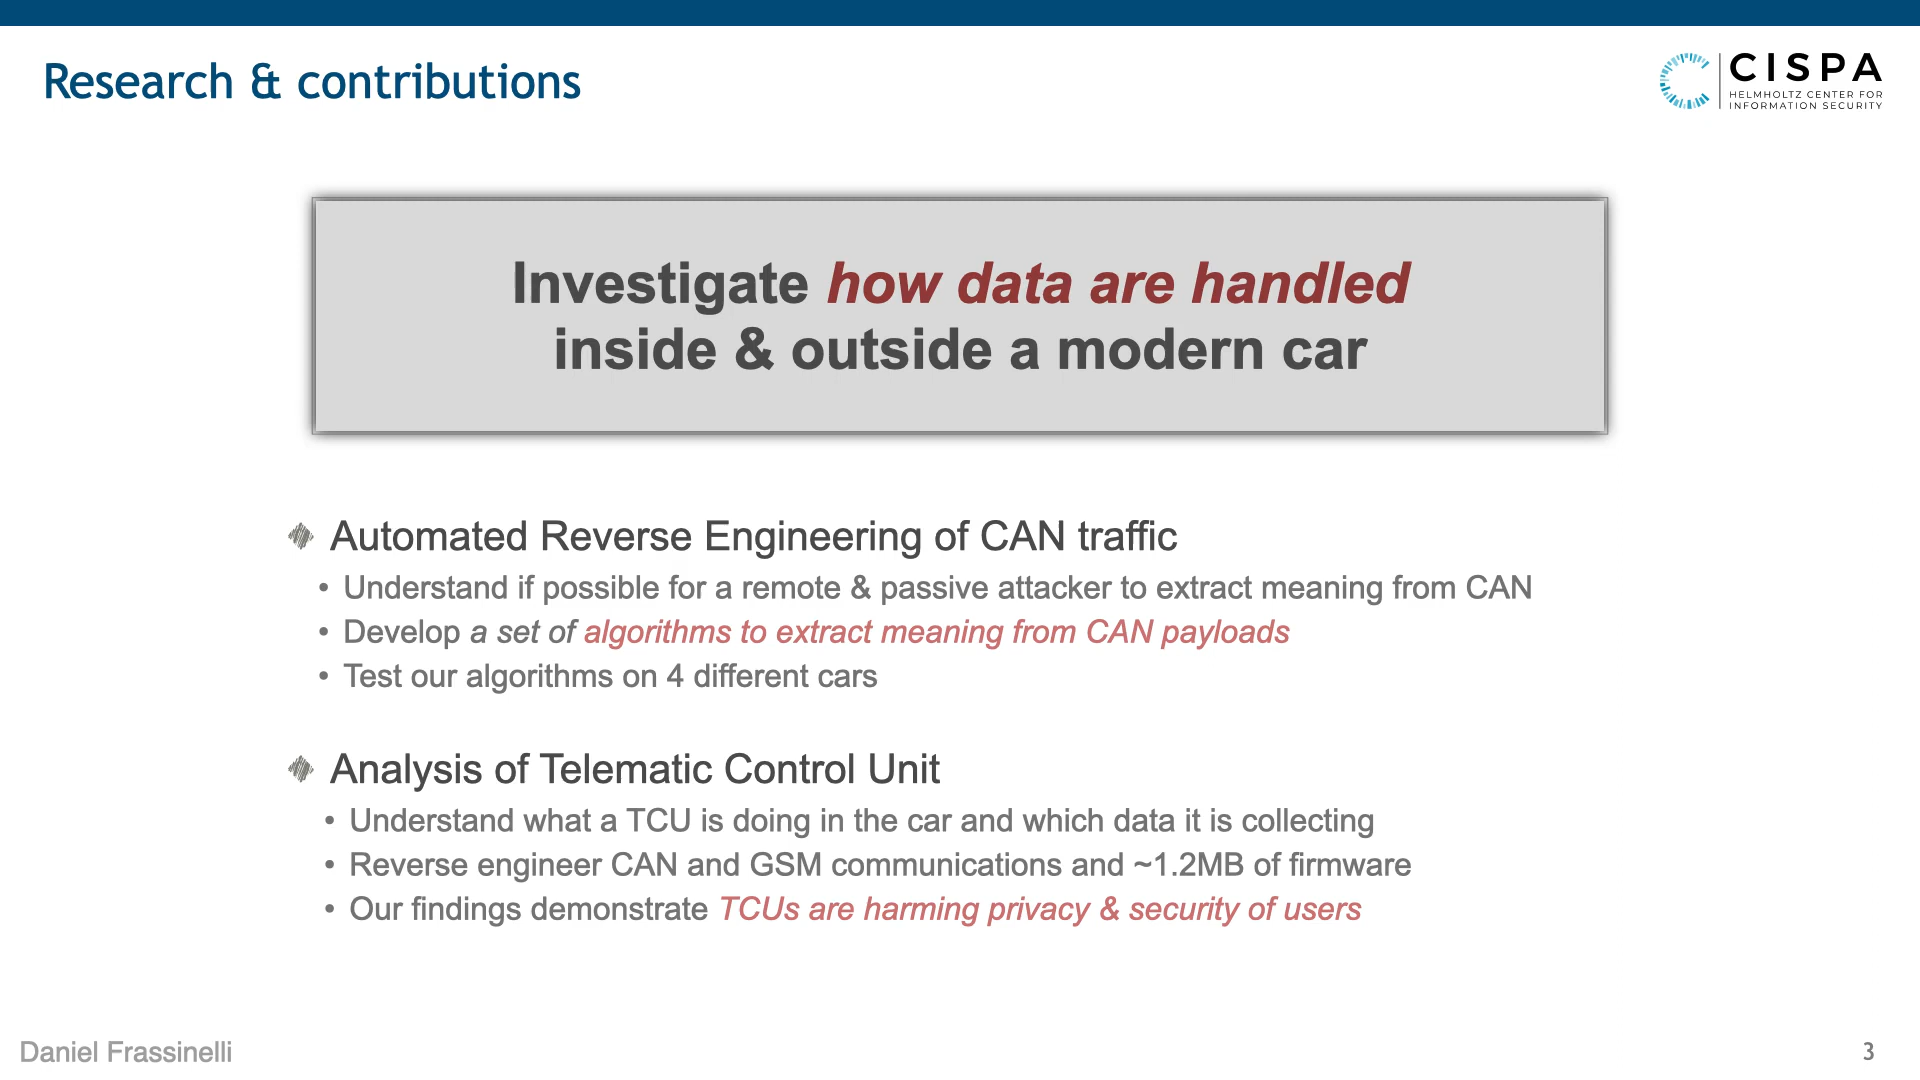 Research & contributions
CISPA
HELMHOLTZ CENTER FOR
INFORMATION SECURITY
Investigate how data are handled
inside & outside a modern car
Automated Reverse Engineering of CAN traffic
• Understand if possible for a remote & passive attacker to extract meaning from CAN
• Develop a set of algorithms to extract meaning from CAN payloads
• Test our algorithms on 4 different cars
Analysis of Telematic Control Unit
• Understand what a TCU is doing in the car and which data it is collecting
• Reverse engineer CAN and GSM communications and ~1.2MB of firmware
• Our findings demonstrate TCUs are harming privacy & security of users
Daniel Frassinelli
3